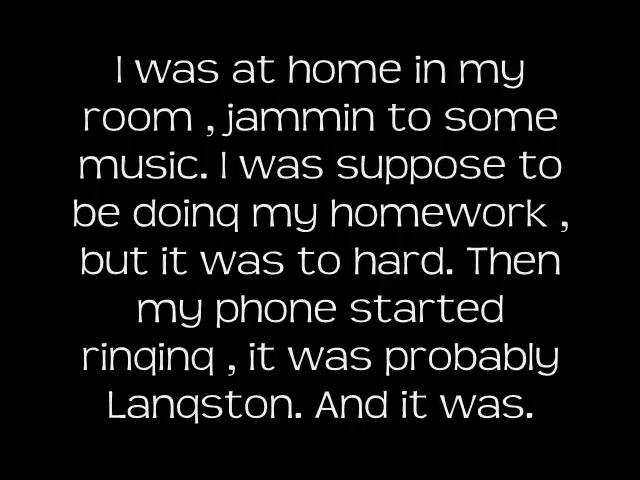 I was at home in my
room , jammin to some
music. I was suppose to
be doing my homework ,
but it was to hard. Then
my phone started
ringing , it was probably
Langston. And it was.